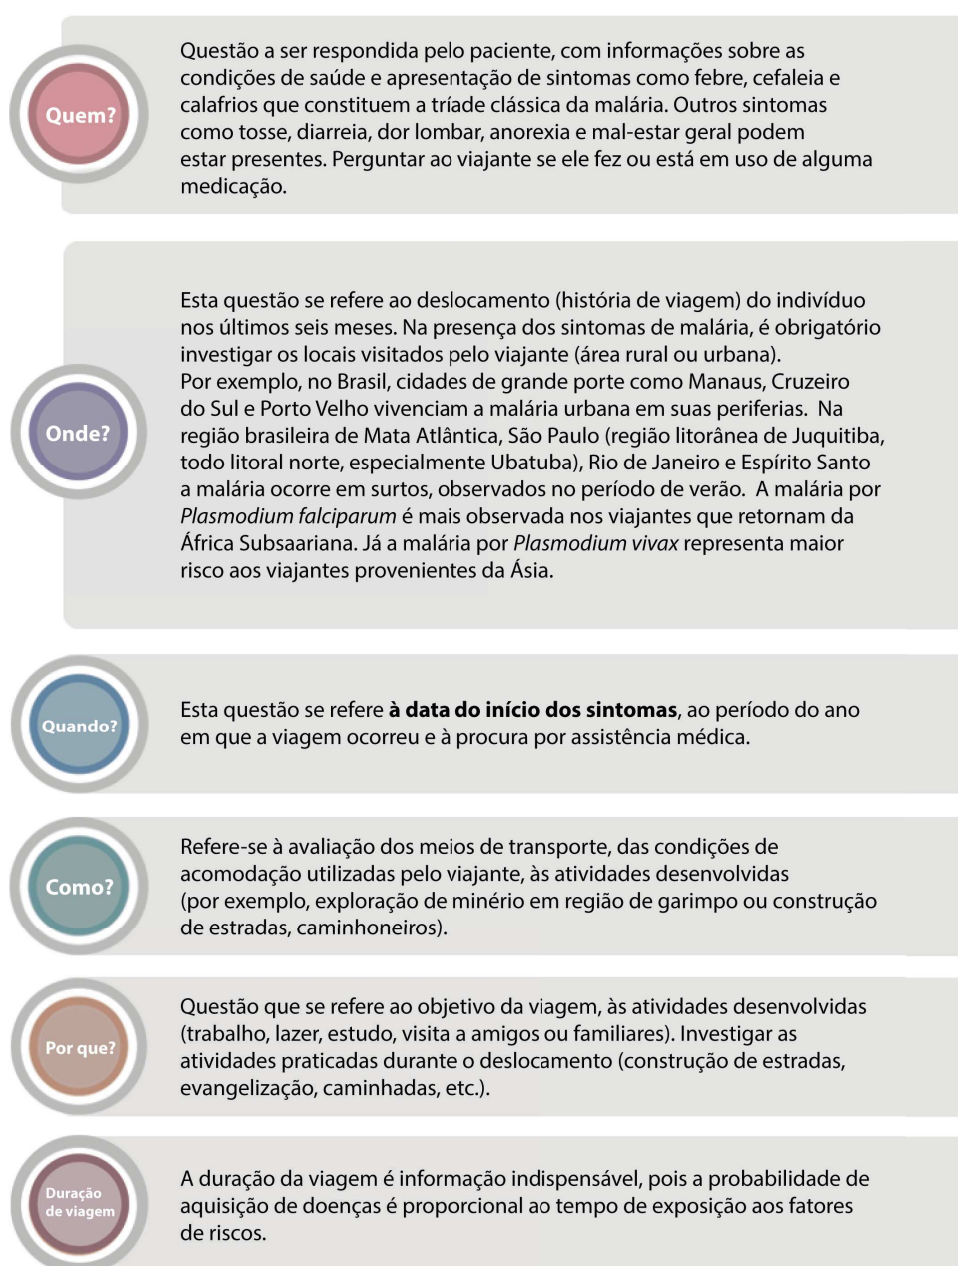 Quem?
Questão a ser respondida pelo paciente, com informações sobre as
condições de saúde e apresentação de sintomas como febre, cefaleia e
calafrios que constituem a tríade clássica da malária. Outros sintomas
como tosse, diarreia, dor lombar, anorexia e mal-estar geral podem
estar presentes. Perguntar ao viajante se ele fez ou está em uso de alguma
medicação.
Onde?
Esta questão se refere ao deslocamento (história de viagem) do indivíduo
nos últimos seis meses. Na presença dos sintomas de malária, é obrigatório
investigar os locais visitados pelo viajante (área rural ou urbana).
Por exemplo, no Brasil, cidades de grande porte como Manaus, Cruzeiro
do Sul e Porto Velho vivenciam a malária urbana em suas periferias. Na
região brasileira de Mata Atlântica, São Paulo (região litorânea de Juquitiba,
todo litoral norte, especialmente Ubatuba), Rio de Janeiro e Espírito Santo
a malária ocorre em surtos, observados no período de verão. A malária por
Plasmodium falciparum é mais observada nos viajantes que retornam da
África Subsaariana. Já a malária por Plasmodium vivax representa maior
risco aos viajantes provenientes da Ásia.
Quando?
Esta questão se refere à data do início dos sintomas, ao período do ano
em que a viagem ocorreu e à procura por assistência médica.
Como?
Refere-se à avaliação dos meios de transporte, das condições de
acomodação utilizadas pelo viajante, às atividades desenvolvidas
(por exemplo, exploração de minério em região de garimpo ou construção
de estradas, caminhoneiros).
Por que?
Questão que se refere ao objetivo da viagem, às atividades desenvolvidas
(trabalho, lazer, estudo, visita a amigos ou familiares). Investigar as
atividades praticadas durante o deslocamento (construção de estradas,
evangelização, caminhadas, etc.).
Duração
de viagem
A duração da viagem é informação indispensável, pois a probabilidade de
aquisição de doenças é proporcional ao tempo de exposição aos fatores
de riscos.